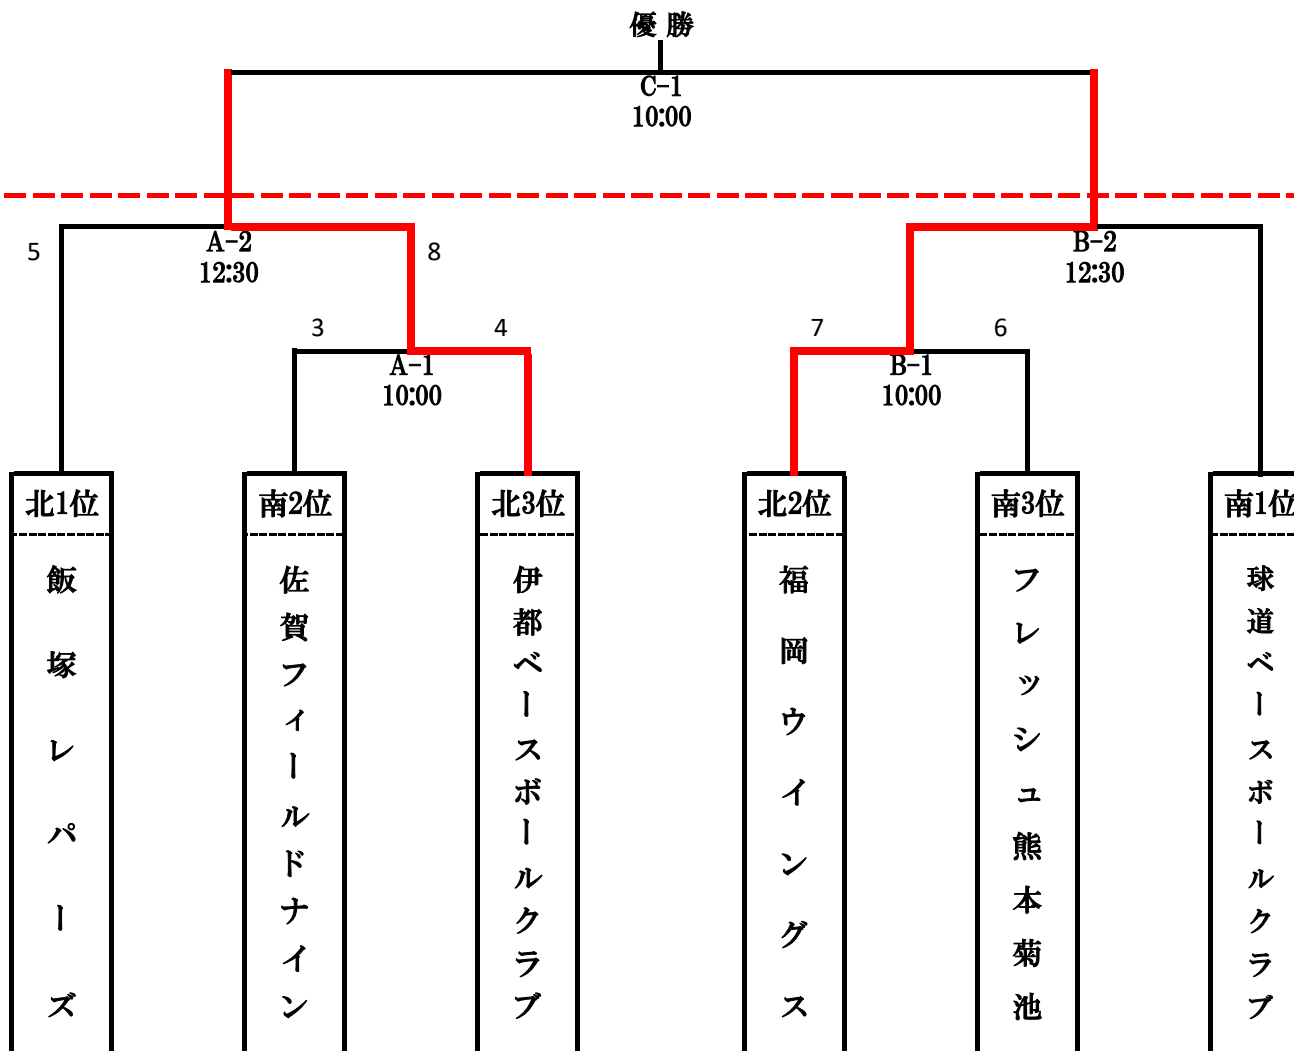 優勝
C-1
10:00
5
A-2
12:30
8
B-2
12:30
3
4
A-1
10:00
7
6
B-1
10:00
北1位
南2位
北3位
北2位
南3位
南1位
飯塚レパーズ
佐賀フィールドナイン
伊都ベースボールクラブ
福岡ウイングス
フレッシュ熊本菊池
球道ベースボールクラブ